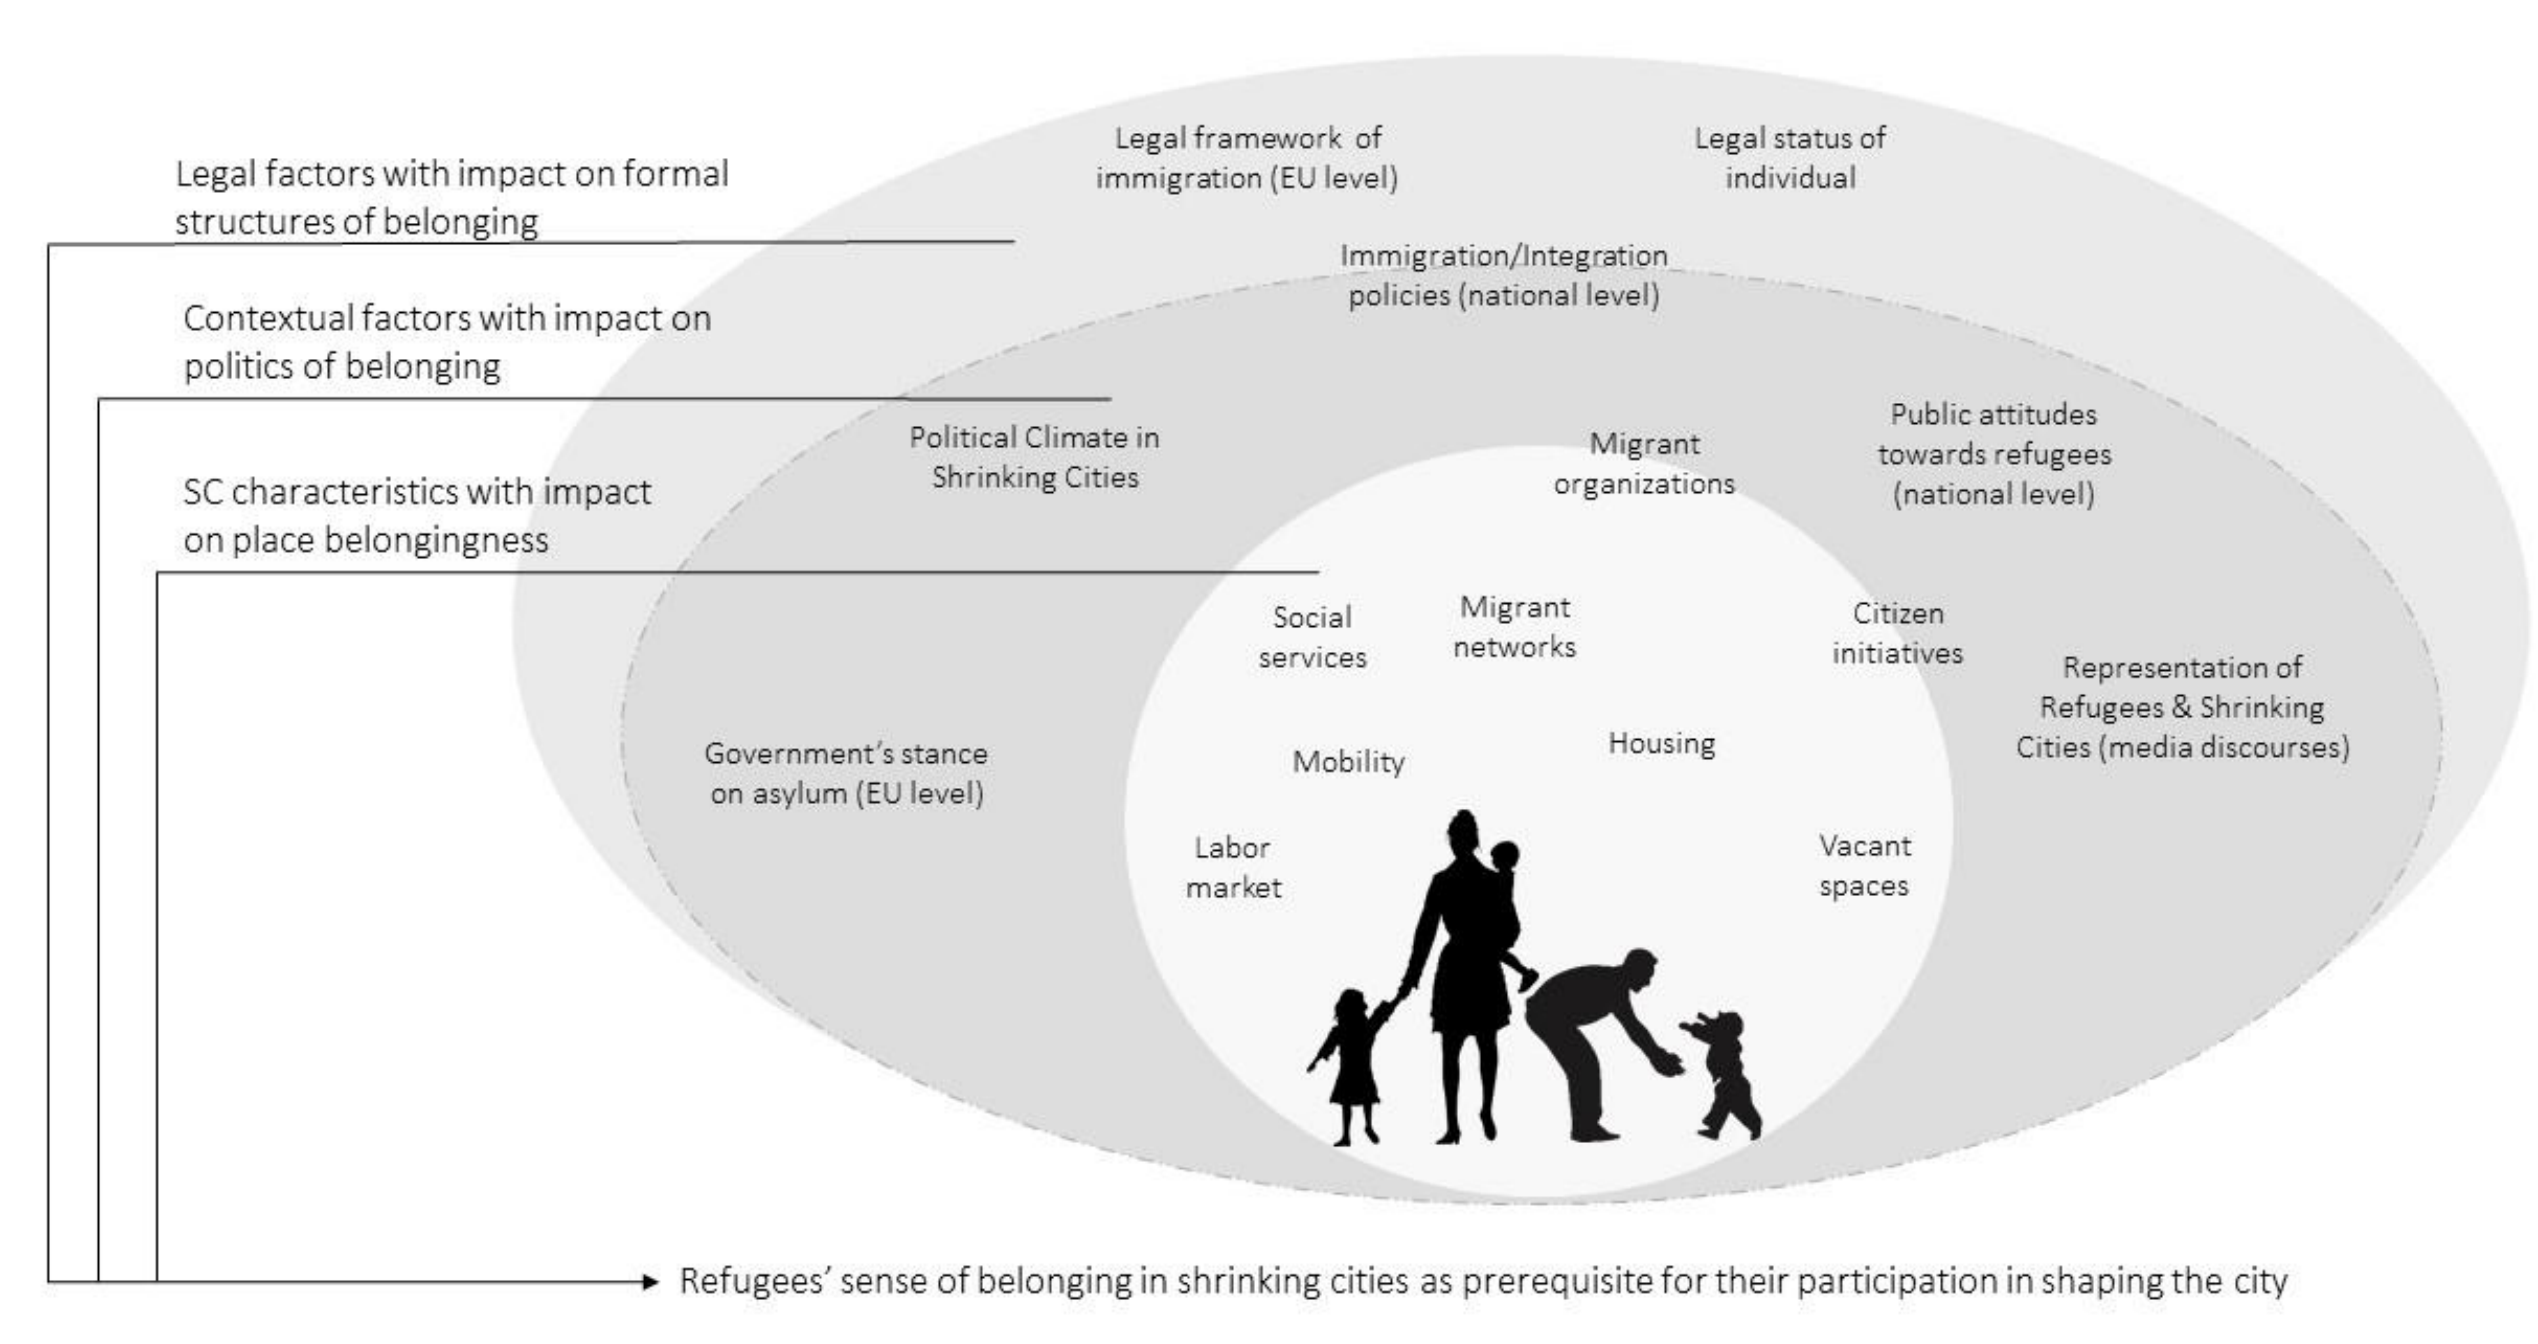 Legal framework of
immigration (EU level)
Legal status of
individual
Legal factors with impact on formal
structures of belonging
Immigration/Integration
policies (national level)
Contextual factors with impact on
politics of belonging
Political Climate in
Shrinking Cities
Migrant
organizations
Public attitudes
towards refugees
(national level)
SC characteristics with impact
on place belongingness
Social
services
Migrant
networks
Citizen
initiatives
Representation of
Refugees & Shrinking
Cities (media discourses)
Government’s stance
on asylum (EU level)
Mobility
Housing
Labor
market
Vacant
spaces
Refugees’ sense of belonging in shrinking cities as prerequisite for their participation in shaping the city